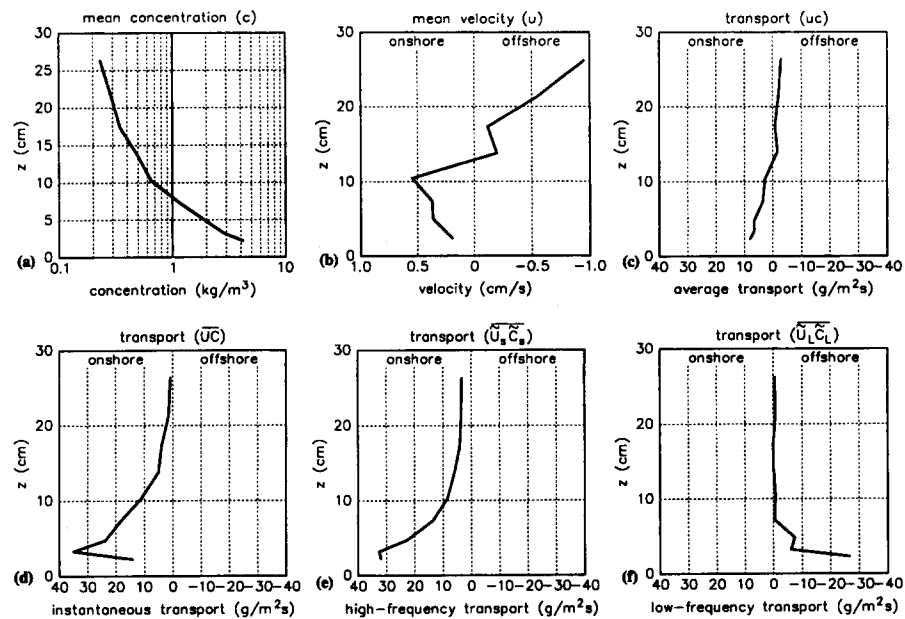 mean concentration (c)
mean velocity (u)
transport (uc)
30
25
20
15
10
5
0
z (cm)
(a)
0.1
1
10
concentration (kg/m³)
30
20
10
0
z (cm)
onshore
offshore
(b)
1.0
0.5
0
-0.5
-1.0
velocity (cm/s)
30
20
10
0
z (cm)
onshore
offshore
(c)
40 30 20 10 0 -10 -20 -30 -40
average transport (g/m²s)
transport (U̅C̅)
30
20
10
0
z (cm)
onshore
offshore
(d)
40 30 20 10 0 -10 -20 -30 -40
instantaneous transport (g/m²s)
transport (ŨsC̃s)
30
20
10
0
z (cm)
onshore
offshore
(e)
40 30 20 10 0 -10 -20 -30 -40
high-frequency transport (g/m²s)
transport (ŨLC̃L)
30
20
10
0
z (cm)
onshore
offshore
(f)
40 30 20 10 0 -10 -20 -30 -40
low-frequency transport (g/m²s)